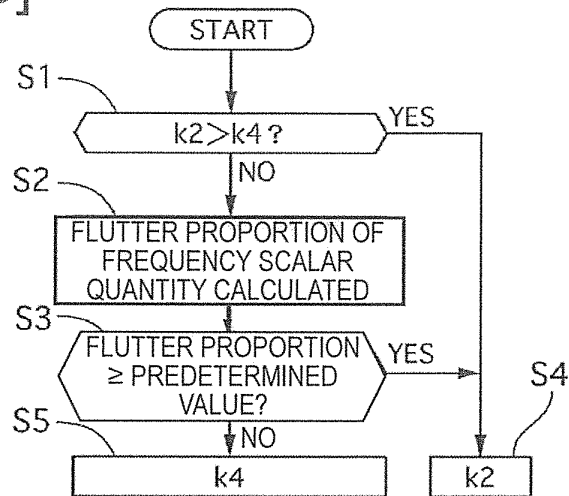 START
S1
k2>k4?
YES
NO
S2
FLUTTER PROPORTION OF
FREQUENCY SCALAR
QUANTITY CALCULATED
S3
FLUTTER PROPORTION
≥ PREDETERMINED
VALUE?
YES
NO
S4
S5
k4
k2